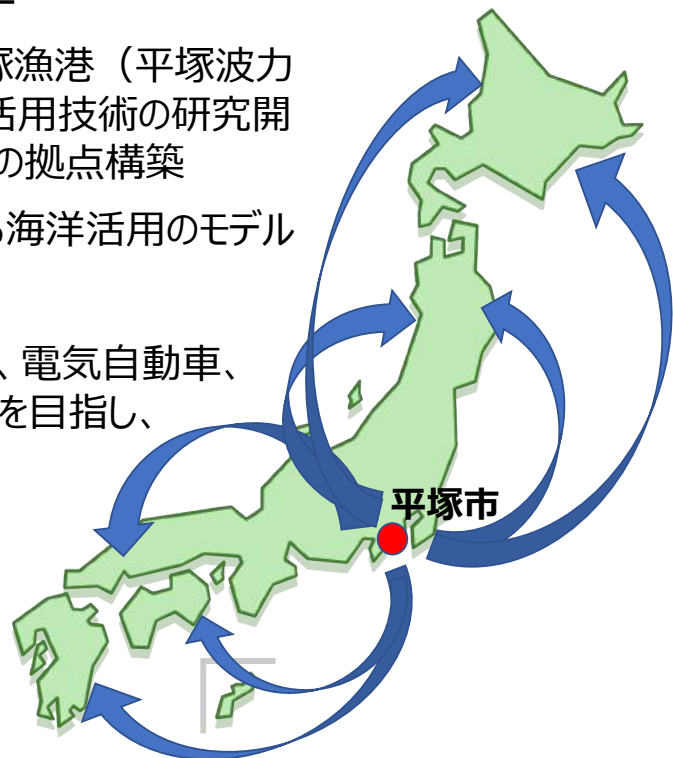 塚漁港（平塚波力
活用技術の研究開
の拠点構築
る海洋活用のモデル
、電気自動車、
を目指し、
平塚市